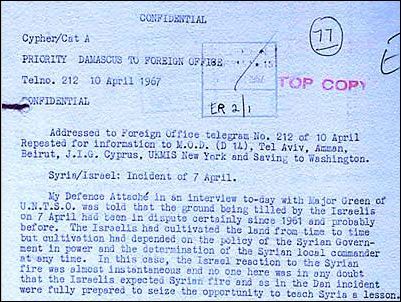 CONFIDENTIAL
Cypher/Cat A
PRIORITY DAMASCUS TO FOREIGN OFFICE
Telno. 212 10 April 1967
CONFIDENTIAL
77
15
1967
ER 2/1
TOP COPY
Addressed to Foreign Office telegram No. 212 of 10 April
Repeated for information to M.O.D. (D 14), Tel Aviv, Amman,
Beirut, J.I.G. Cyprus, UKMIS New York and Saving to Washington.
Syria/Israel: Incident of 7 April.
My Defence Attaché in an interview to-day with Major Green of
U.N.T.S.O. was told that the ground being tilled by the Israelis
on 7 April had been in dispute certainly since 1961 and probably
before. The Israelis had cultivated the land from time to time
but cultivation had depended on the policy of the Syrian Govern-
ment in power and the determination of the Syrian local commander
at any time. In this case, the Israel reaction to the Syrian
fire was almost instantaneous and no one here was in any doubt
that the Israelis expected Syrian fire and as in the Dan incident
were fully prepared to seize the opportunity to teach Syria a lesson.